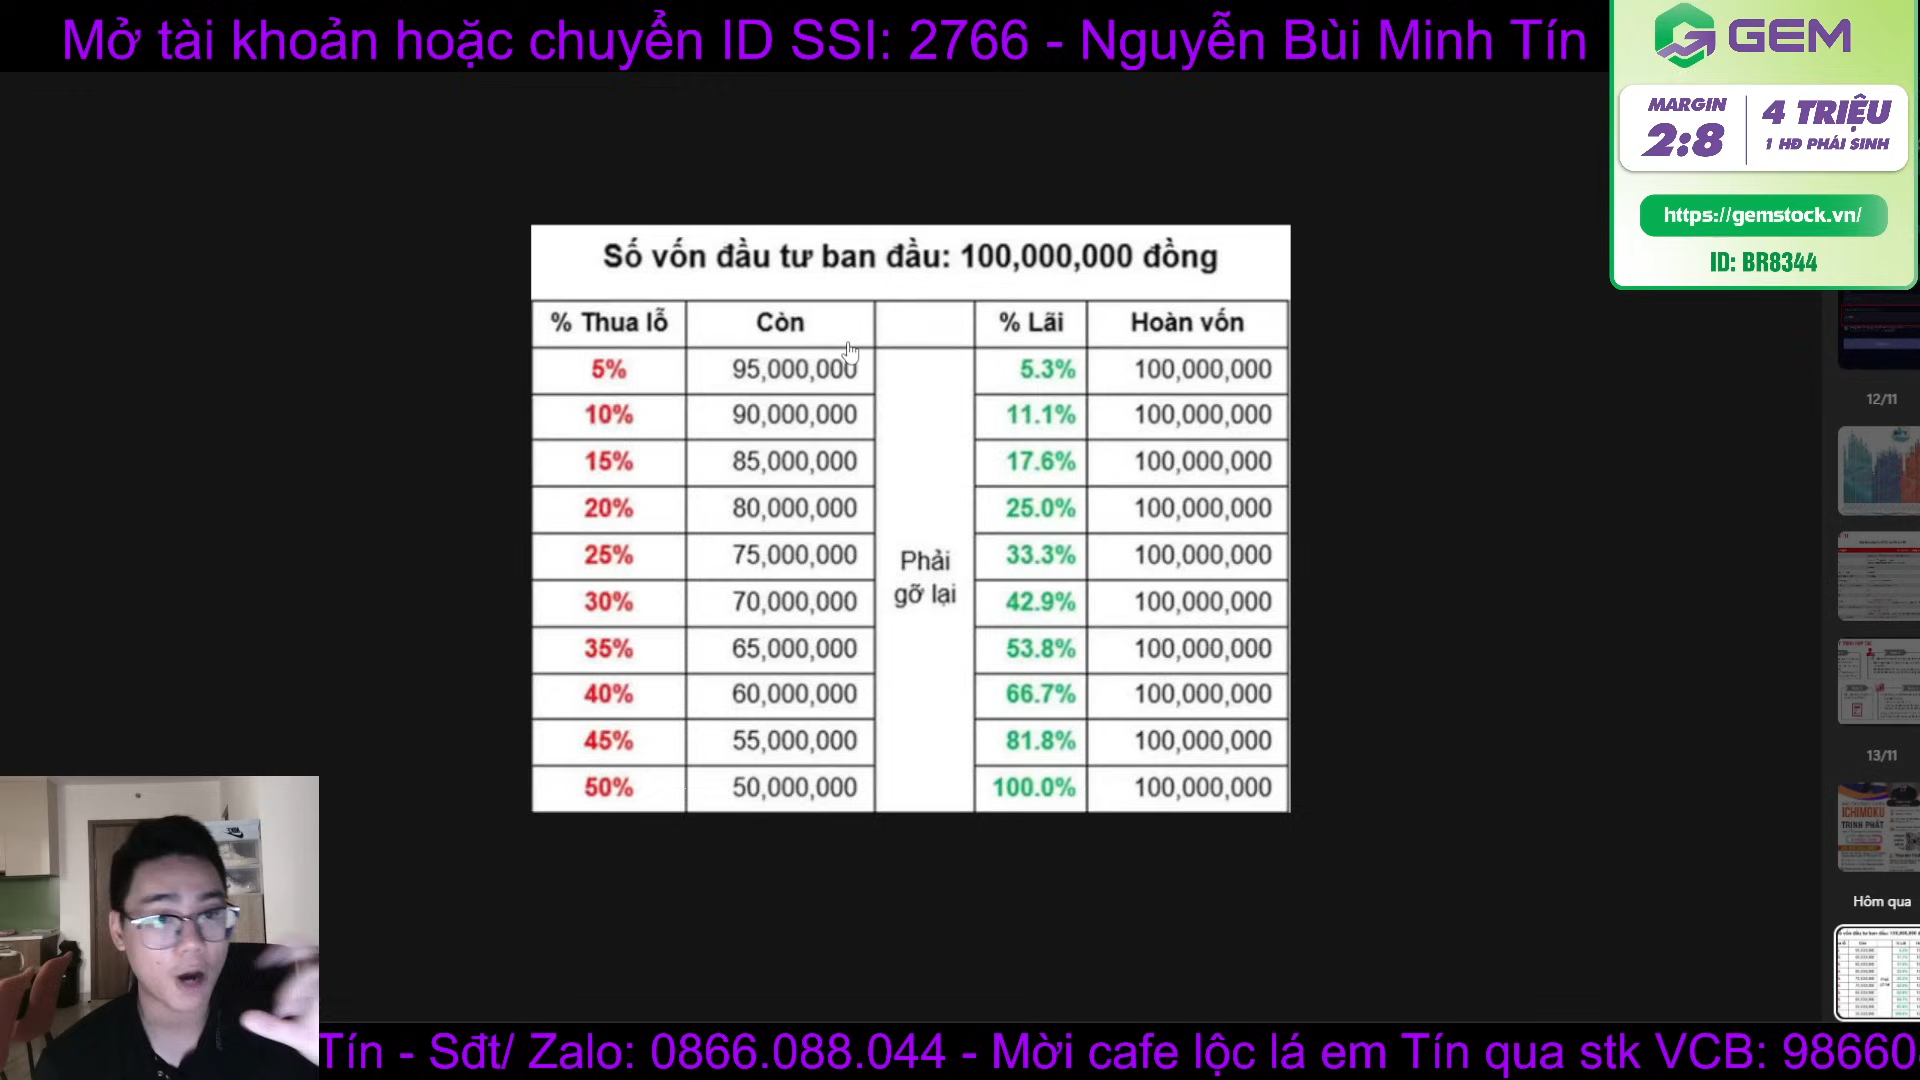 Mở tài khoản hoặc chuyển ID SSI: 2766 - Nguyễn Bùi Minh Tín
GEM
MARGIN
2:8
4 TRIỆU
1 HĐ PHÁI SINH
https://gemstock.vn/
ID: BR8344
Số vốn đầu tư ban đầu: 100,000,000 đồng
% Thua lỗ Còn % Lãi Hoàn vốn
5% 95,000,000 5.3% 100,000,000
10% 90,000,000 11.1% 100,000,000
15% 85,000,000 17.6% 100,000,000
20% 80,000,000 25.0% 100,000,000
25% 75,000,000 33.3% 100,000,000
Phải
gỡ lại
30% 70,000,000 42.9% 100,000,000
35% 65,000,000 53.8% 100,000,000
40% 60,000,000 66.7% 100,000,000
45% 55,000,000 81.8% 100,000,000
50% 50,000,000 100.0% 100,000,000
12/11
13/11
ICHIMOKU
TRINH PHÁT
Hôm qua
Tín - Sđt/ Zalo: 0866.088.044 - Mời cafe lộc lá em Tín qua stk VCB: 98660